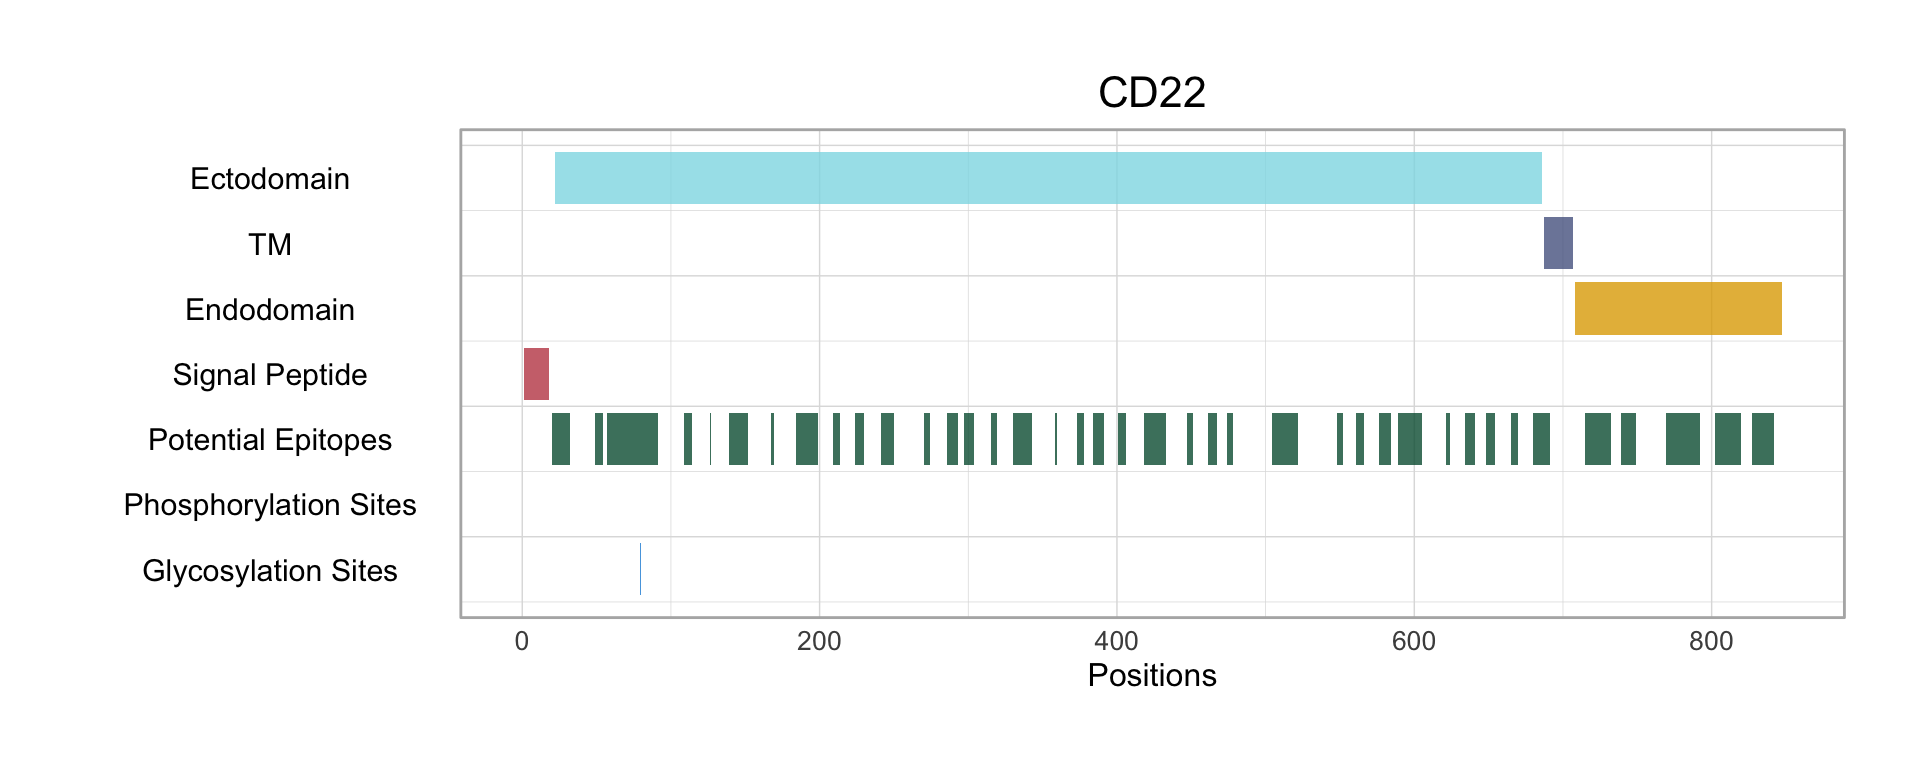 CD22
Ectodomain
TM
Endodomain
Signal Peptide
Potential Epitopes
Phosphorylation Sites
Glycosylation Sites
0 200 400 600 800
Positions